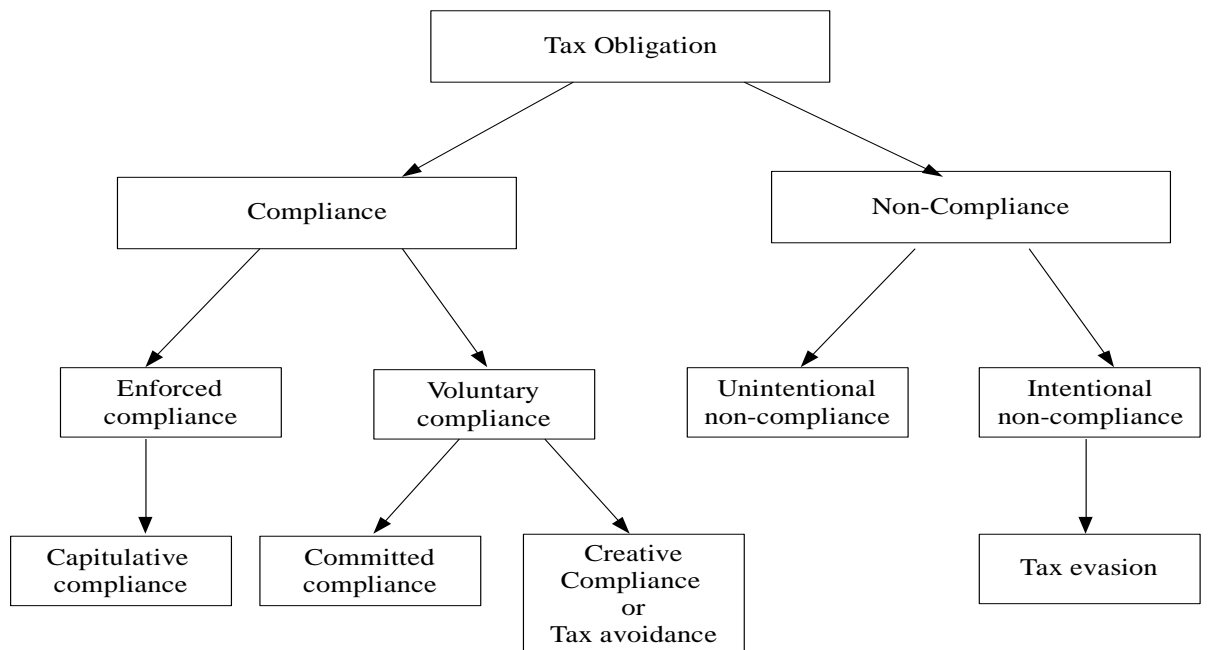 Tax Obligation
Compliance
Non-Compliance
Enforced
compliance
Voluntary
compliance
Unintentional
non-compliance
Intentional
non-compliance
Capitulative
compliance
Committed
compliance
Creative
Compliance
or
Tax avoidance
Tax evasion